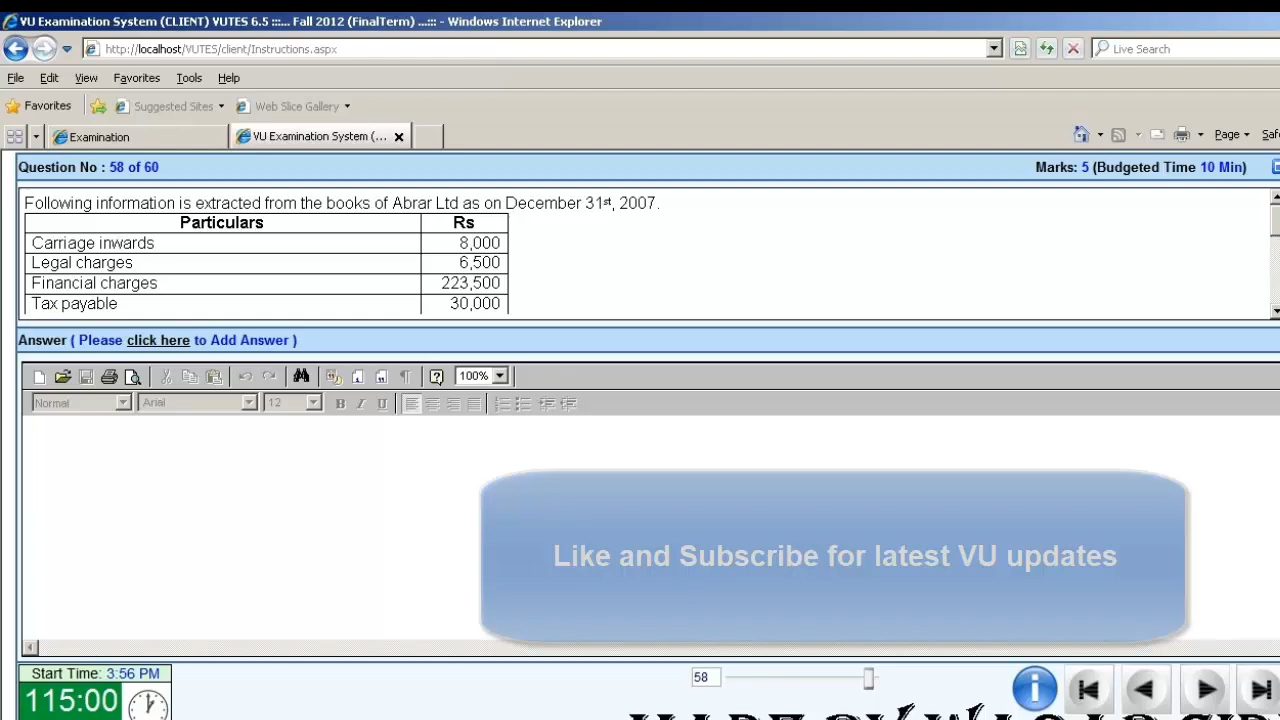 VU Examination System (CLIENT) VUTES 6.5 :::... Fall 2012 (FinalTerm) ...::: - Windows Internet Explorer
http://localhost/VUTES/client/Instructions.aspx
Live Search
File Edit View Favorites Tools Help
Favorites Suggested Sites Web Slice Gallery
Examination VU Examination System (... Page Safe
Question No : 58 of 60 Marks: 5 (Budgeted Time 10 Min)
Following information is extracted from the books of Abrar Ltd as on December 31st, 2007.
Particulars Rs
Carriage inwards 8,000
Legal charges 6,500
Financial charges 223,500
Tax payable 30,000
Answer ( Please click here to Add Answer )
100%
Normal Arial 12 B I U
Like and Subscribe for latest VU updates
Start Time: 3:56 PM
58
115:00